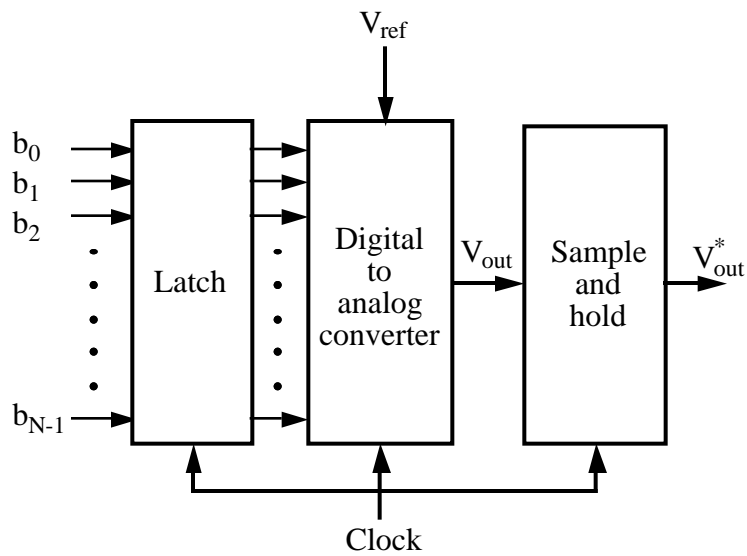 V_ref
b_0
b_1
b_2
b_N-1
Latch
Digital
to
analog
converter
V_out
Sample
and
hold
V*_out
Clock